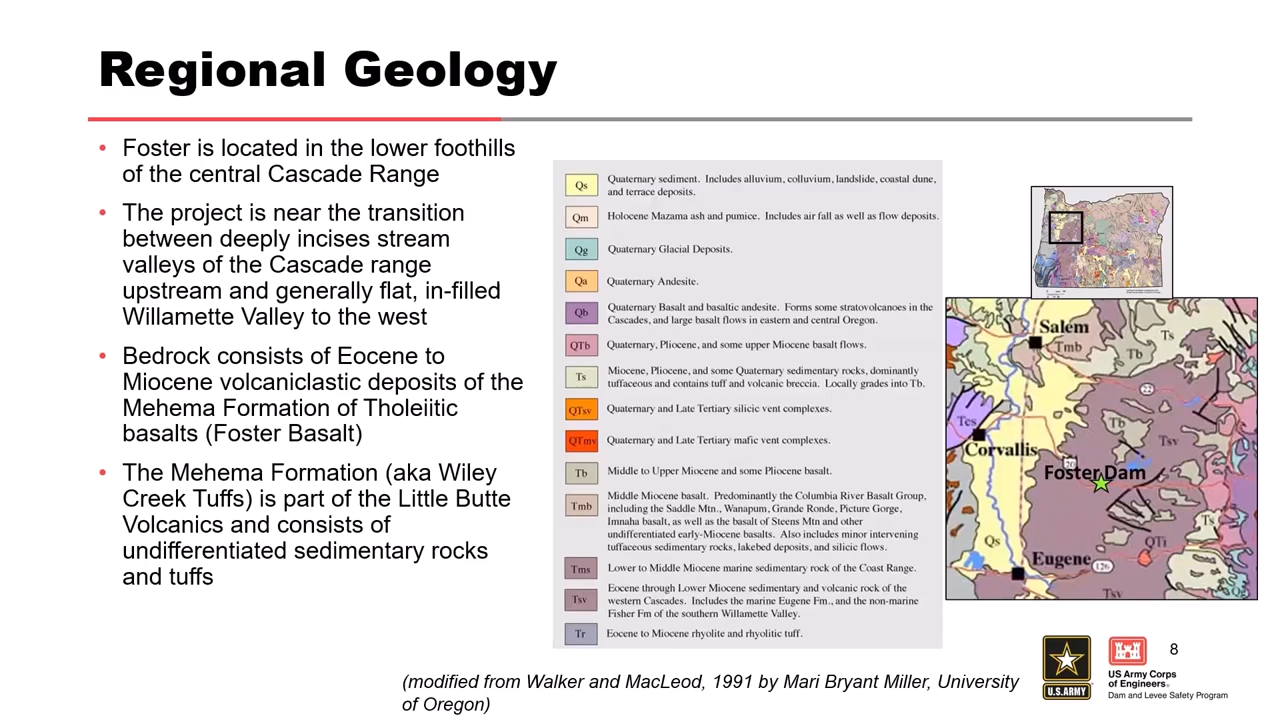 Regional Geology
• Foster is located in the lower foothills
of the central Cascade Range
• The project is near the transition
between deeply incises stream
valleys of the Cascade range
upstream and generally flat, in-filled
Willamette Valley to the west
• Bedrock consists of Eocene to
Miocene volcaniclastic deposits of the
Mehema Formation of Tholeiitic
basalts (Foster Basalt)
• The Mehema Formation (aka Wiley
Creek Tuffs) is part of the Little Butte
Volcanics and consists of
undifferentiated sedimentary rocks
and tuffs
Qs Quaternary sediment. Includes alluvium, colluvium, landslide, coastal dune,
and terrace deposits.
Qm Holocene Mazama ash and pumice. Includes air fall as well as flow deposits.
Qg Quaternary Glacial Deposits.
Qa Quaternary Andesite.
Qb Quaternary Basalt and basaltic andesite. Forms some stratovolcanoes in the
Cascades, and large basalt flows in eastern and central Oregon.
QTb Quaternary, Pliocene, and some upper Miocene basalt flows.
Ts Miocene, Pliocene, and some Quaternary sedimentary rocks, dominantly
tuffaceous and contains tuff and volcanic breccia. Locally grades into Tb.
QTsv Quaternary and Late Tertiary silicic vent complexes.
QTmv Quaternary and Late Tertiary mafic vent complexes.
Tb Middle to Upper Miocene and some Pliocene basalt.
Tmb Middle Miocene basalt. Predominantly the Columbia River Basalt Group,
including the Saddle Mtn., Wanapum, Grande Ronde, Picture Gorge,
Imnaha basalt, as well as the basalt of Steens Mtn and other
undifferentiated early-Miocene basalts. Also includes minor intervening
tuffaceous sedimentary rocks, lakebed deposits, and silicic flows.
Tms Lower to Middle Miocene marine sedimentary rock of the Coast Range.
Tsv Eocene through Lower Miocene sedimentary and volcanic rock of the
western Cascades. Includes the marine Eugene Fm., and the non-marine
Fisher Fm of the southern Willamette Valley.
Tr Eocene to Miocene rhyolite and rhyolitic tuff.
Salem
Tmb
Tb
Ts
22
Tcs
Tb
Tsv
Corvallis
20
Foster Dam
Ts
Qs
QTi
Eugene
126
Tsv
Qg
(modified from Walker and MacLeod, 1991 by Mari Bryant Miller, University
of Oregon)
U.S.ARMY
US Army Corps
of Engineers®
Dam and Levee Safety Program
8